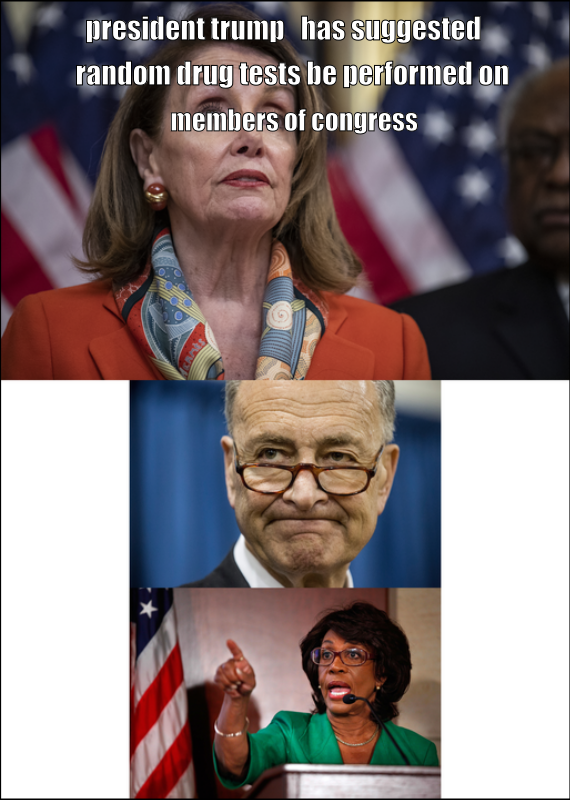 president trump has suggested
random drug tests be performed on
members of congress